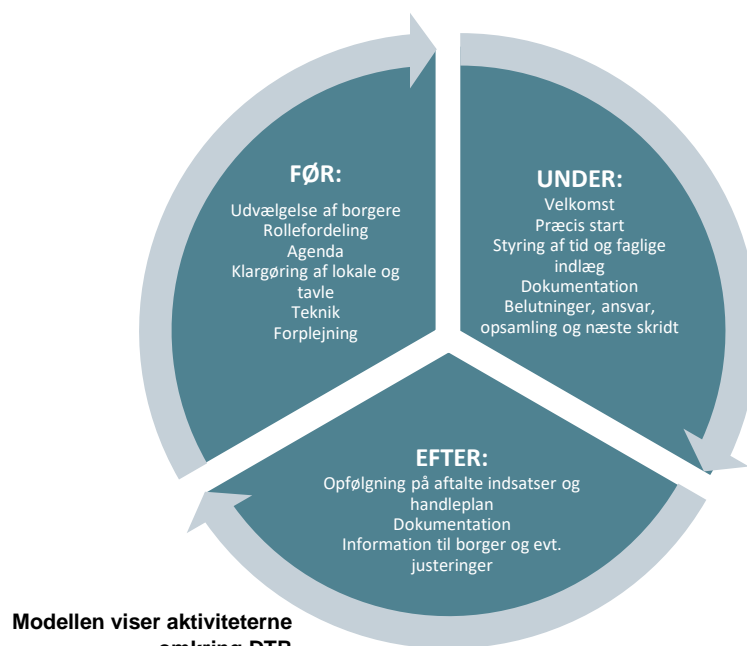 FØR:
Udvælgelse af borgere
Rollefordeling
Agenda
Klargøring af lokale og
tavle
Teknik
Forplejning
UNDER:
Velkomst
Præcis start
Styring af tid og faglige
indlæg
Dokumentation
Belutninger, ansvar,
opsamling og næste skridt
EFTER:
Opfølgning på aftalte indsatser og
handleplan
Dokumentation
Information til borger og evt.
justeringer
Modellen viser aktiviteterne
omkring